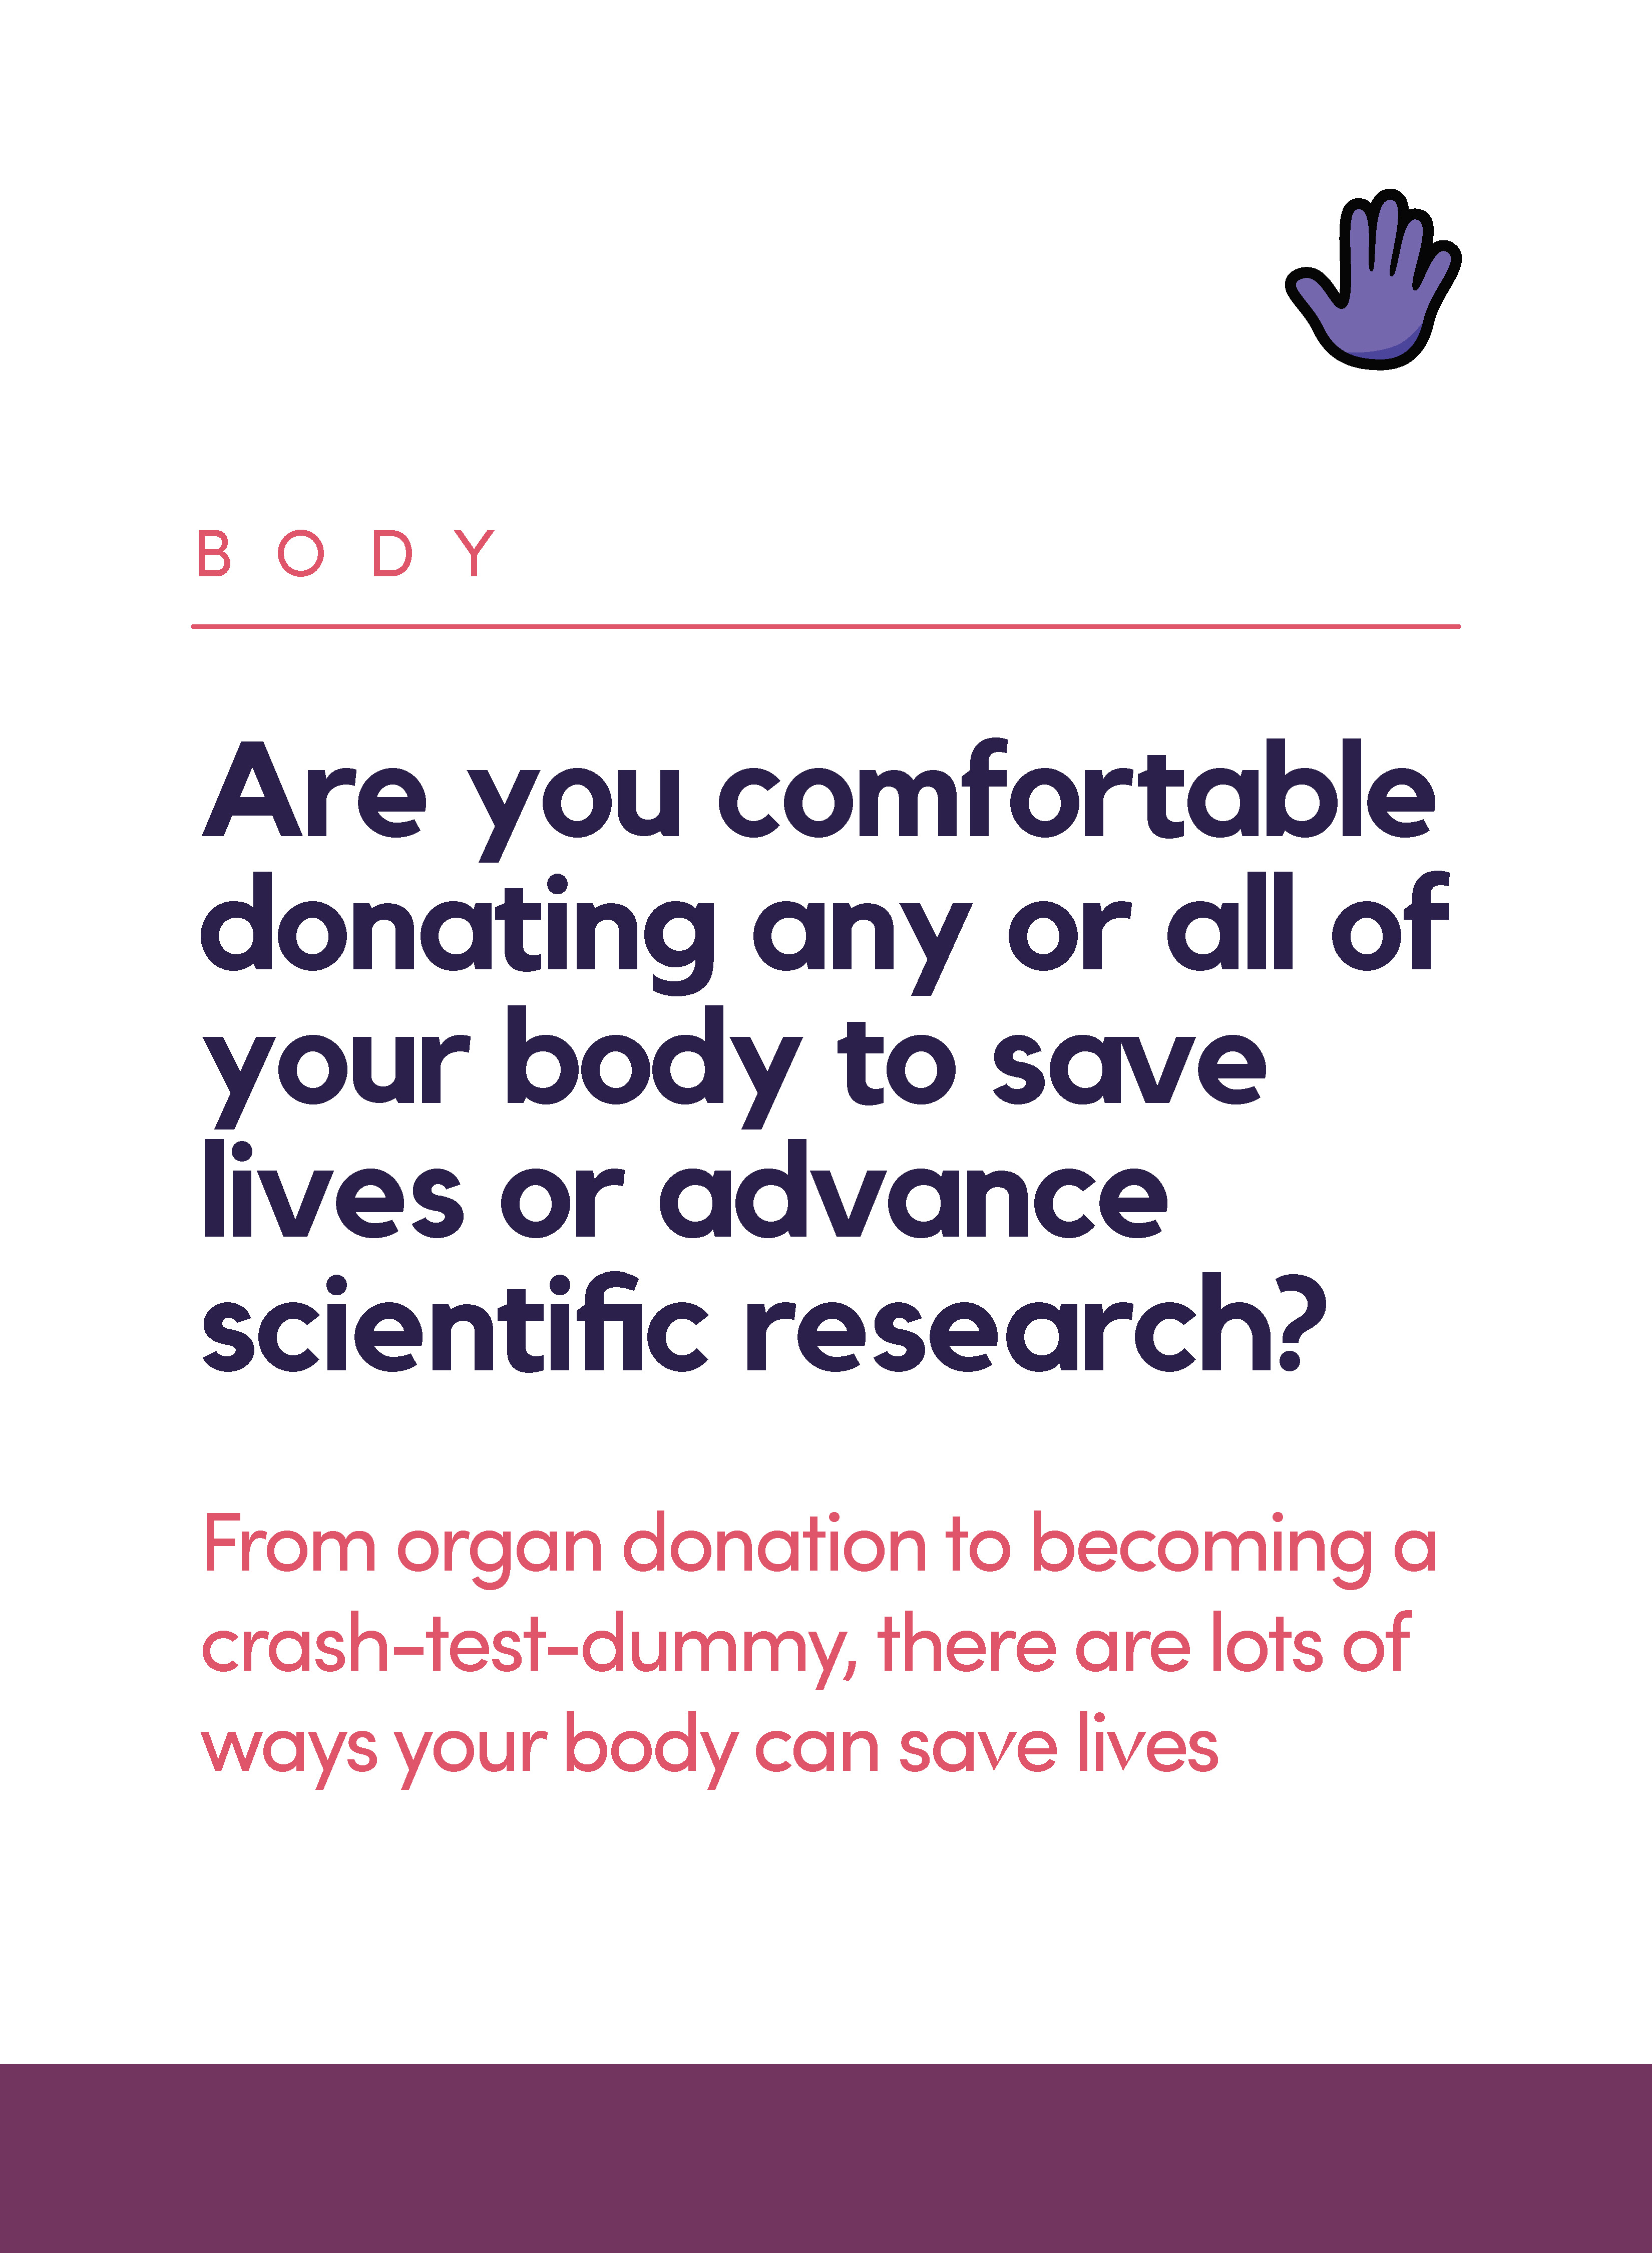 BODY
Are you comfortable
donating any or all of
your body to save
lives or advance
scientific research?
From organ donation to becoming a
crash-test-dummy, there are lots of
ways your body can save lives